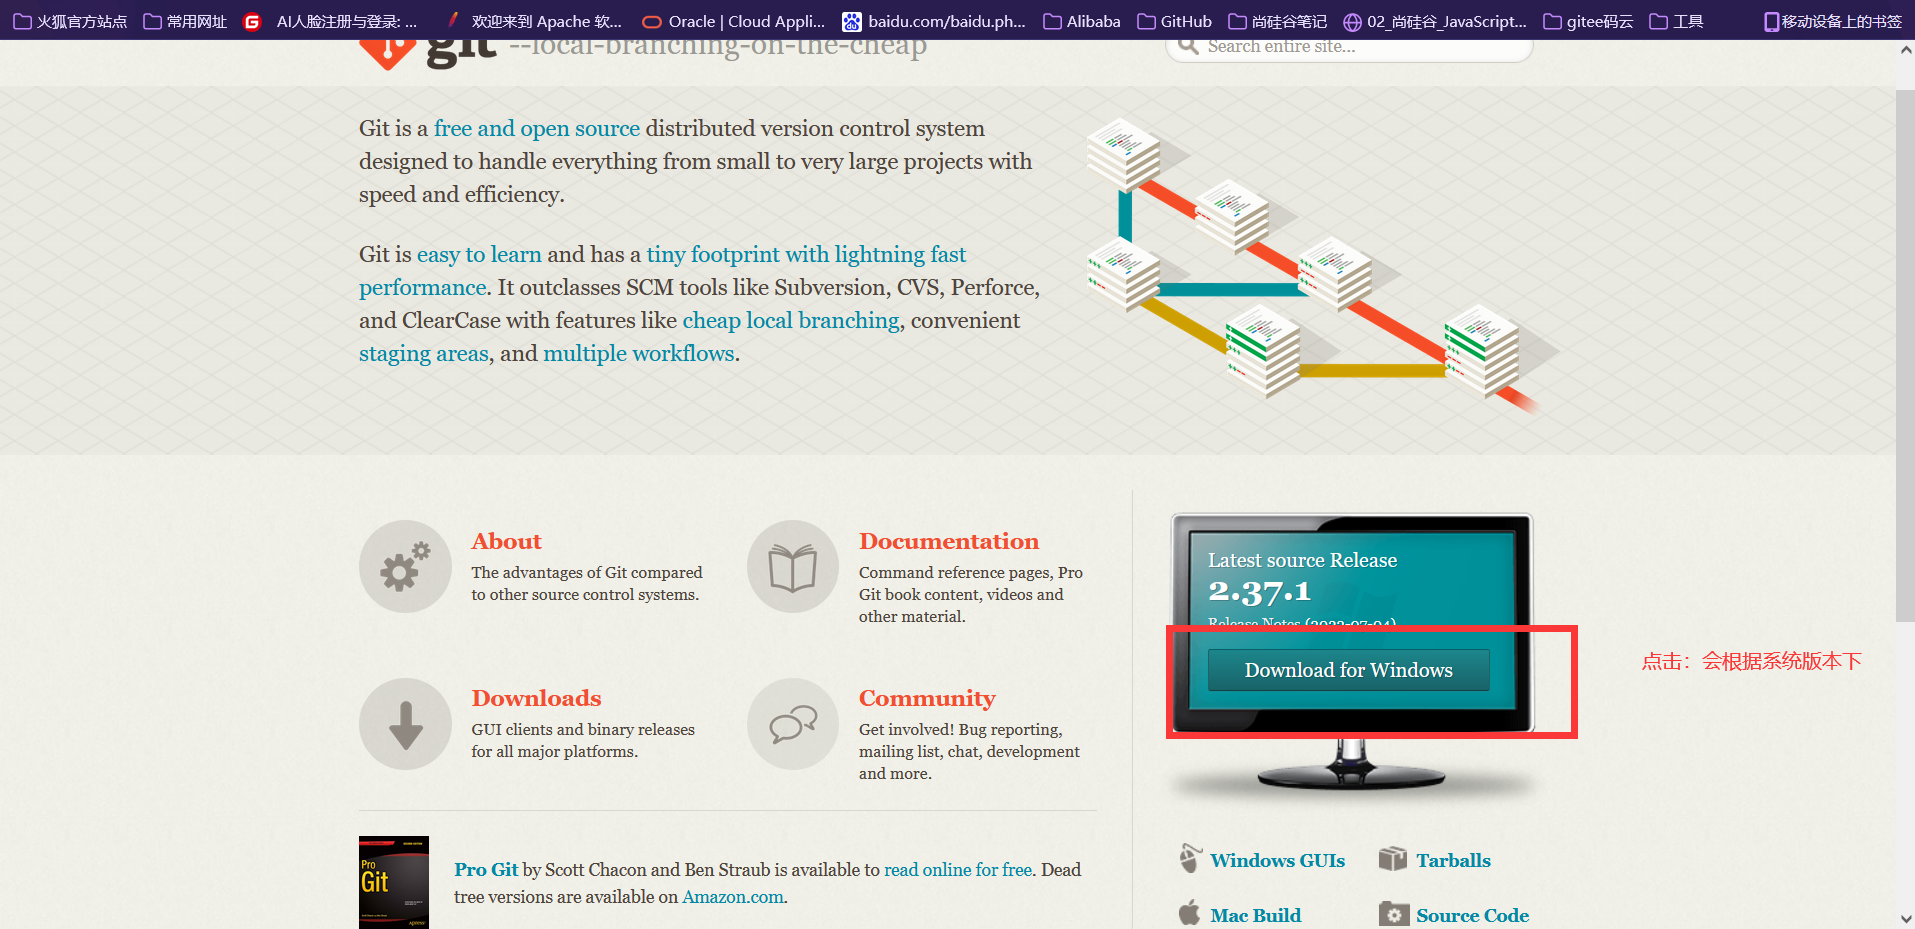 火狐官方站点
常用网址
AI人脸注册与登录: ...
欢迎来到 Apache 软...
Oracle | Cloud Appli...
baidu.com/baidu.ph...
Alibaba
GitHub
尚硅谷笔记
02_尚硅谷_JavaScript...
gitee码云
工具
移动设备上的书签
git --local-branching-on-the-cheap
Search entire site...
Git is a free and open source distributed version control system
designed to handle everything from small to very large projects with
speed and efficiency.
Git is easy to learn and has a tiny footprint with lightning fast
performance. It outclasses SCM tools like Subversion, CVS, Perforce,
and ClearCase with features like cheap local branching, convenient
staging areas, and multiple workflows.
About
The advantages of Git compared
to other source control systems.
Documentation
Command reference pages, Pro
Git book content, videos and
other material.
Downloads
GUI clients and binary releases
for all major platforms.
Community
Get involved! Bug reporting,
mailing list, chat, development
and more.
Latest source Release
2.37.1
Release Notes (2022-07-04)
Download for Windows
点击：会根据系统版本下
Pro
Git
Pro Git by Scott Chacon and Ben Straub is available to read online for free. Dead
tree versions are available on Amazon.com.
Windows GUIs
Tarballs
Mac Build
Source Code